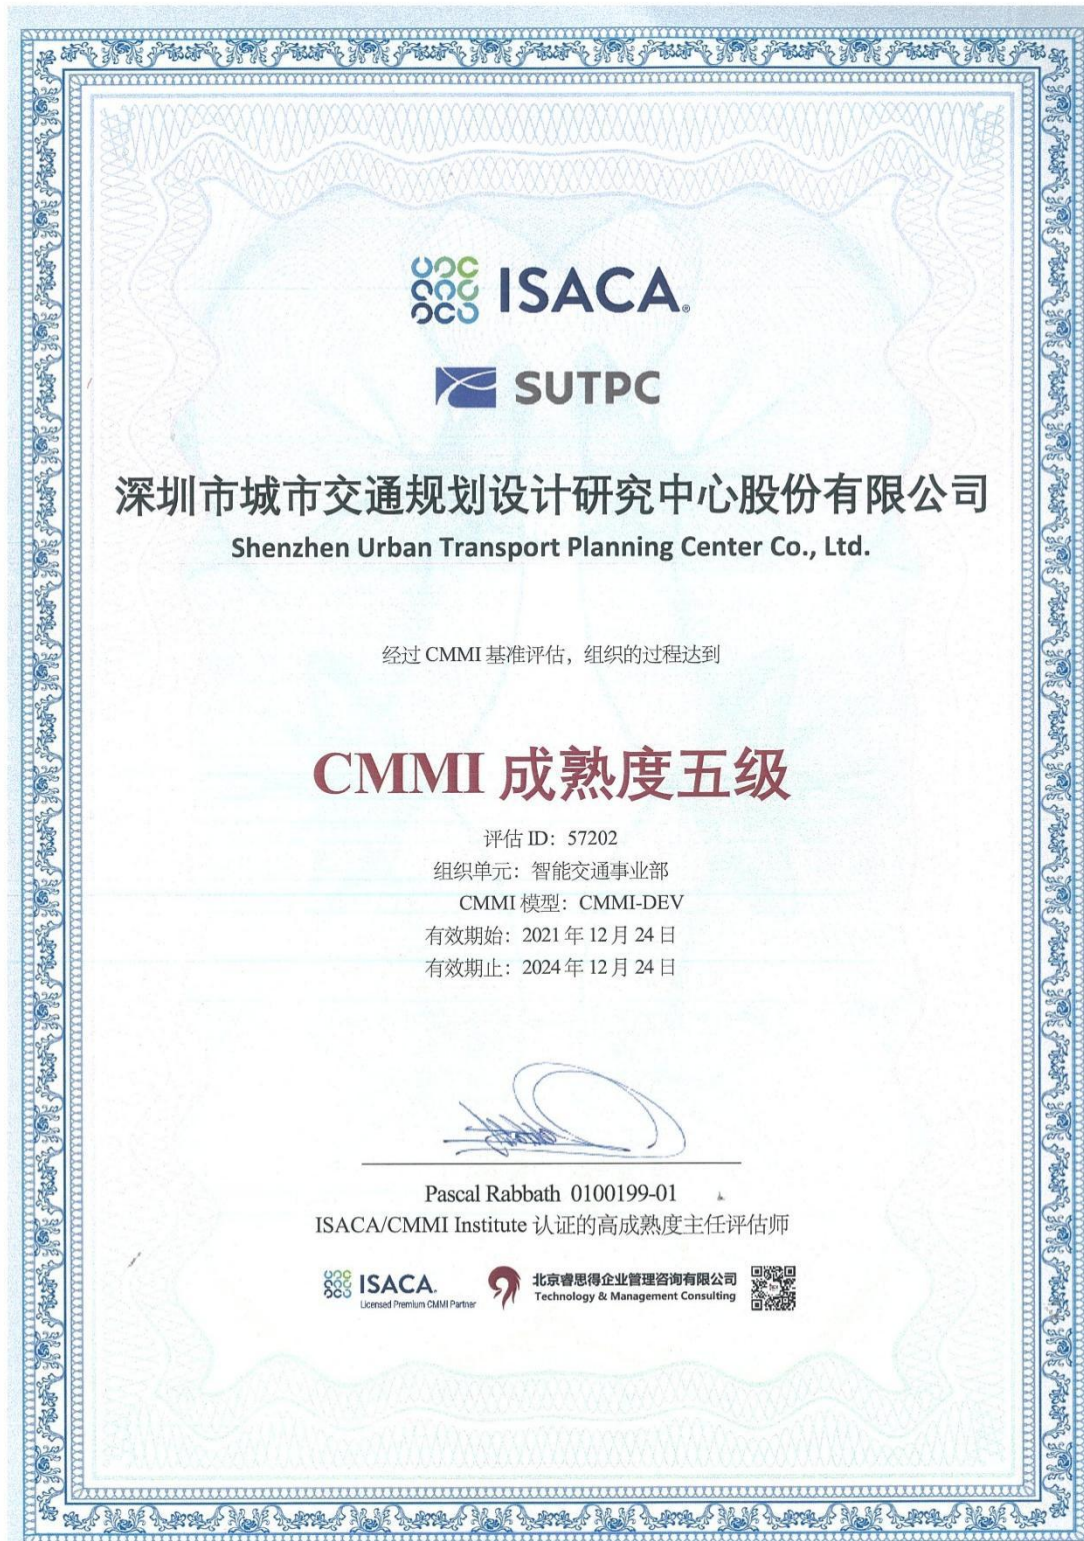 ISACA®
SUTPC
深圳市城市交通规划设计研究中心股份有限公司
Shenzhen Urban Transport Planning Center Co., Ltd.
经过 CMMI 基准评估，组织的过程达到
CMMI 成熟度五级
评估 ID：57202
组织单元：智能交通事业部
CMMI 模型：CMMI-DEV
有效期始：2021 年 12 月 24 日
有效期止：2024 年 12 月 24 日
Pascal Rabbath 0100199-01
ISACA/CMMI Institute 认证的高成熟度主任评估师
ISACA.
Licensed Premium CMMI Partner
北京睿思得企业管理咨询有限公司
Technology & Management Consulting